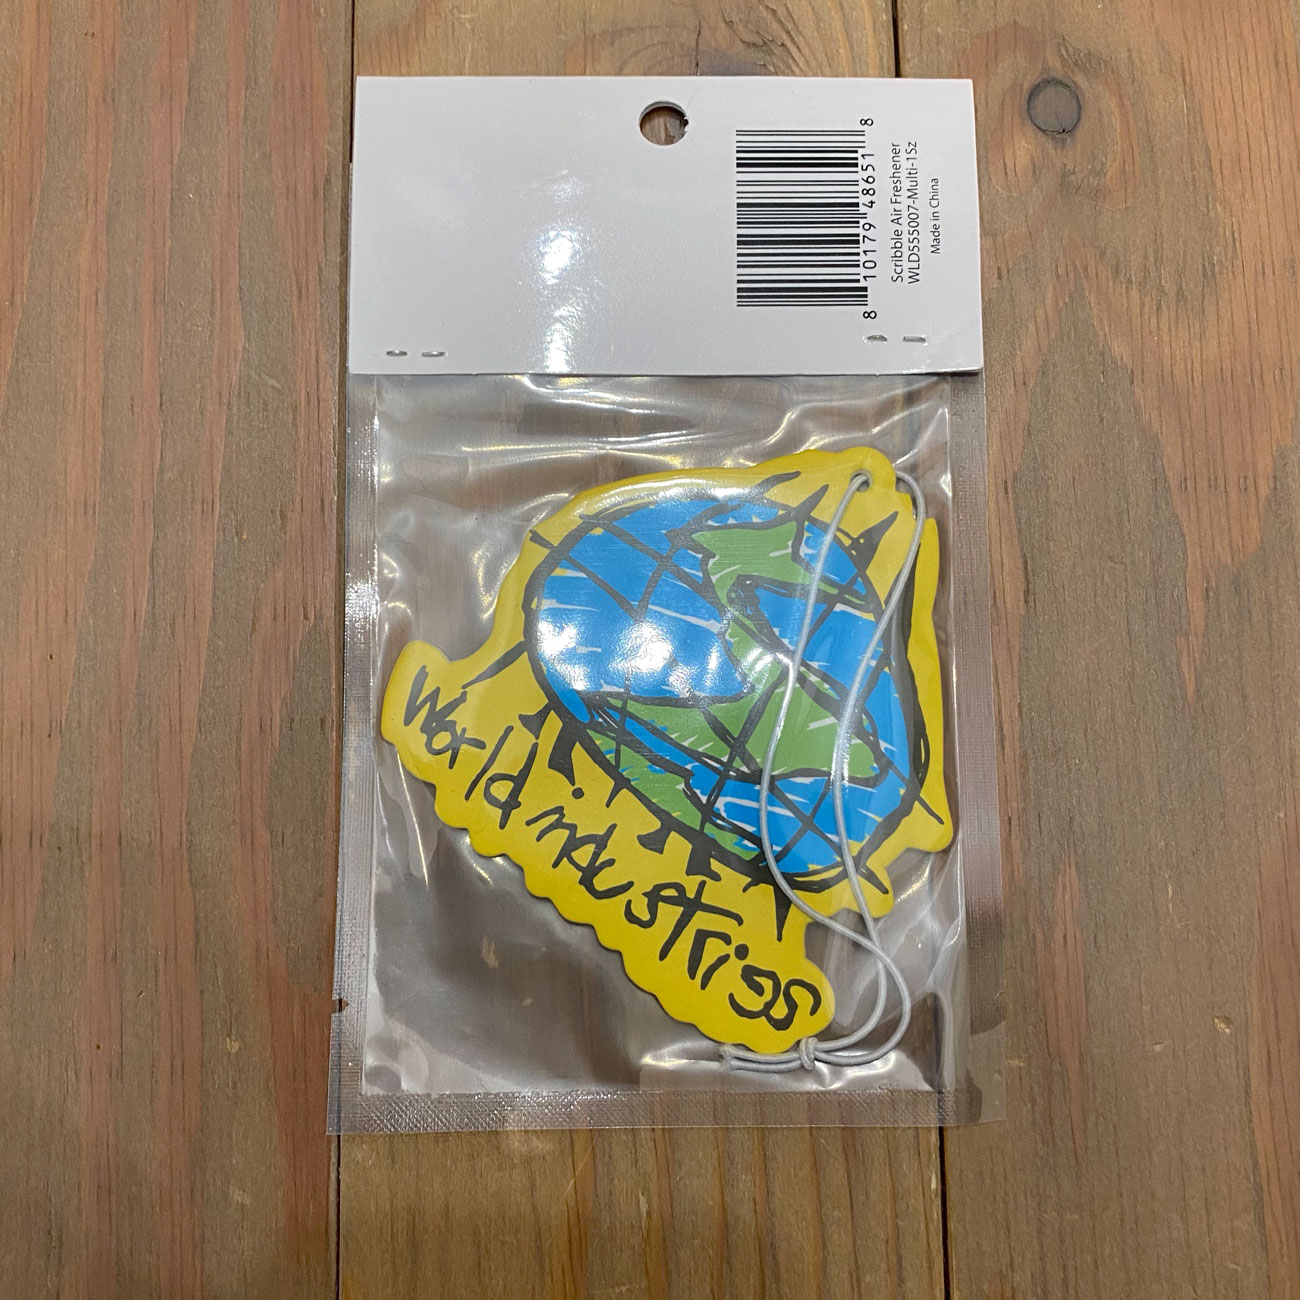 8 10179 48651 8
Scribble Air Freshener
WLD555007-Multi-1Sz
Made in China
World industries